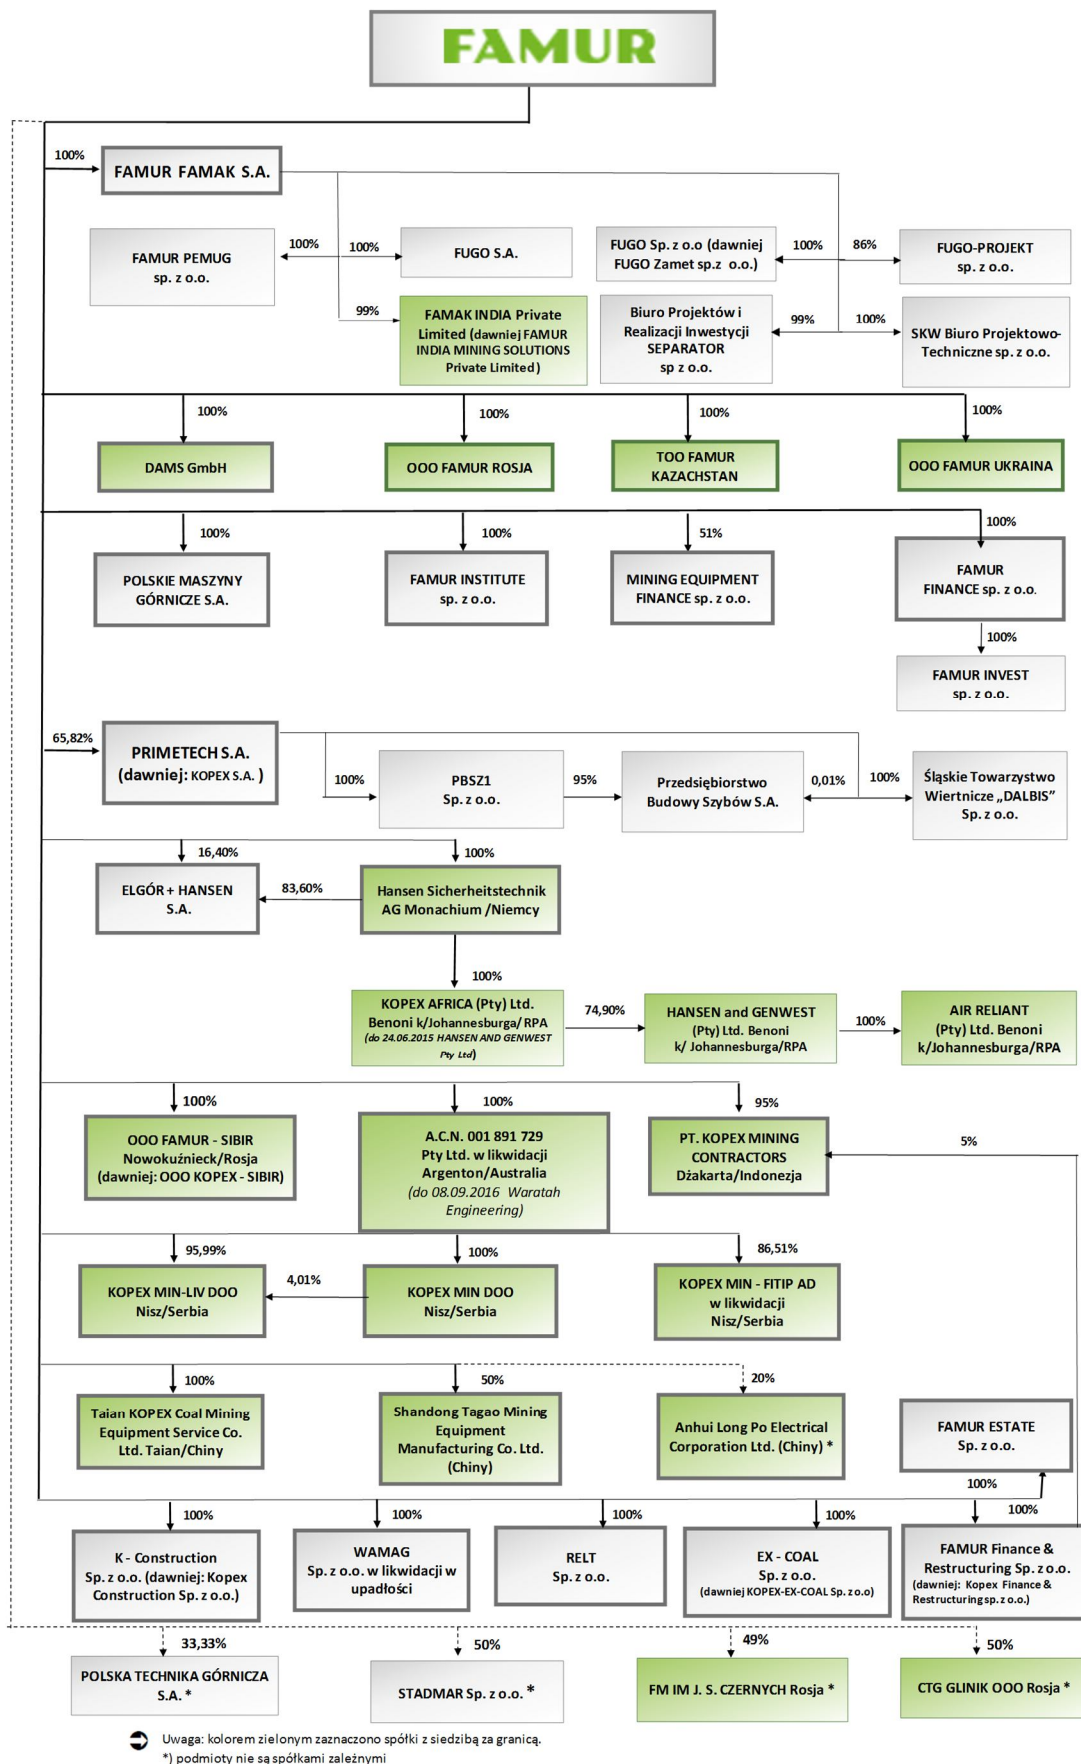 FAMUR
100%
FAMUR FAMAK S.A.
FAMUR PEMUG
sp. z o.o.
100%
100%
FUGO S.A.
FUGO Sp. z o.o (dawniej
FUGO Zamet sp.z o.o.)
100%
86%
FUGO-PROJEKT
sp. z o.o.
99%
FAMAK INDIA Private
Limited (dawniej FAMUR
INDIA MINING SOLUTIONS
Private Limited )
Biuro Projektów i
Realizacji Inwestycji
SEPARATOR
sp z o.o.
99%
100%
SKW Biuro Projektowo-
Techniczne sp. z o.o.
100%
100%
100%
100%
DAMS GmbH
OOO FAMUR ROSJA
TOO FAMUR
KAZACHSTAN
OOO FAMUR UKRAINA
100%
100%
51%
100%
POLSKIE MASZYNY
GÓRNICZE S.A.
FAMUR INSTITUTE
sp. z o.o.
MINING EQUIPMENT
FINANCE sp. z o.o.
FAMUR
FINANCE sp. z o.o.
100%
FAMUR INVEST
sp. z o.o.
65,82%
PRIMETECH S.A.
(dawniej: KOPEX S.A. )
100%
PBSZ1
Sp. z o.o.
95%
Przedsiębiorstwo
Budowy Szybów S.A.
0,01%
100%
Śląskie Towarzystwo
Wiertnicze „DALBIS”
Sp. z o.o.
16,40%
100%
ELGÓR + HANSEN
S.A.
83,60%
Hansen Sicherheitstechnik
AG Monachium /Niemcy
100%
KOPEX AFRICA (Pty) Ltd.
Benoni k/Johannesburga/ RPA
(do 24.06.2015 HANSEN AND GENWEST
Pty Ltd)
74,90%
HANSEN and GENWEST
(Pty) Ltd. Benoni
k/ Johannesburga/RPA
100%
AIR RELIANT
(Pty) Ltd. Benoni
k/Johannesburga/RPA
100%
100%
95%
OOO FAMUR - SIBIR
Nowokuźnieck/Rosja
(dawniej: OOO KOPEX - SIBIR)
A.C.N. 001 891 729
Pty Ltd. w likwidacji
Argenton/Australia
(do 08.09.2016 Waratah
Engineering)
PT. KOPEX MINING
CONTRACTORS
Dżakarta/Indonezja
5%
95,99%
100%
86,51%
KOPEX MIN-LIV DOO
Nisz/Serbia
4,01%
KOPEX MIN DOO
Nisz/Serbia
KOPEX MIN - FITIP AD
w likwidacji
Nisz/Serbia
100%
50%
20%
Taian KOPEX Coal Mining
Equipment Service Co.
Ltd. Taian/Chiny
Shandong Tagao Mining
Equipment
Manufacturing Co. Ltd.
(Chiny)
Anhui Long Po Electrical
Corporation Ltd. (Chiny) *
FAMUR ESTATE
Sp. z o.o.
100%
100%
100%
100%
100%
100%
K - Construction
Sp. z o.o. (dawniej: Kopex
Construction Sp. z o.o.)
WAMAG
Sp. z o.o. w likwidacji w
upadłości
RELT
Sp. z o.o.
EX - COAL
Sp. z o.o.
(dawniej KOPEX-EX-COAL Sp. z o.o)
FAMUR Finance &
Restructuring Sp. z o.o.
(dawniej: Kopex Finance &
Restructuring sp. z o.o.)
33,33%
50%
49%
50%
POLSKA TECHNIKA GÓRNICZA
S.A. *
STADMAR Sp. z o.o. *
FM IM J. S. CZERNYCH Rosja *
CTG GLINIK OOO Rosja *
Uwaga: kolorem zielonym zaznaczono spółki z siedzibą za granicą.
*) podmioty nie są spółkami zależnymi